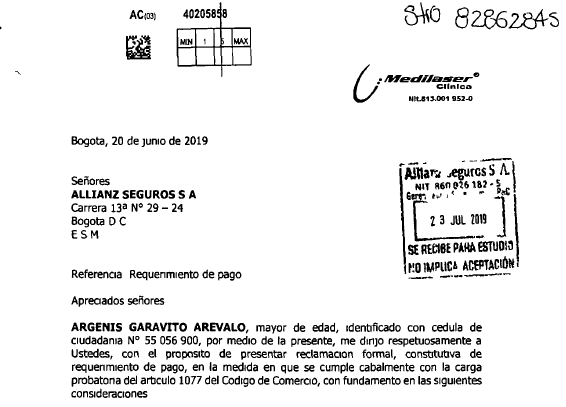 AC(03) 40205858
Sto 82862845
MIN 1 5 MAX
Medilaser®
Clínica
Nit.813.001 952-0
Bogota, 20 de junio de 2019
Allianz Seguros S A.
NIT 860 026 182 - 5
23 JUL 2019
SE RECIBE PARA ESTUDIO
NO IMPLICA ACEPTACIÓN
Señores
ALLIANZ SEGUROS S A
Carrera 13ª N° 29 – 24
Bogota D C
E S M
Referencia Requerimiento de pago
Apreciados señores
ARGENIS GARAVITO AREVALO, mayor de edad, identificado con cedula de
ciudadania N° 55 056 900, por medio de la presente, me dirijo respetuosamente a
Ustedes, con el proposito de presentar reclamacion formal, constitutiva de
requerimiento de pago, en la medida en que se cumple cabalmente con la carga
probatoria del articulo 1077 del Codigo de Comercio, con fundamento en las siguientes
consideraciones